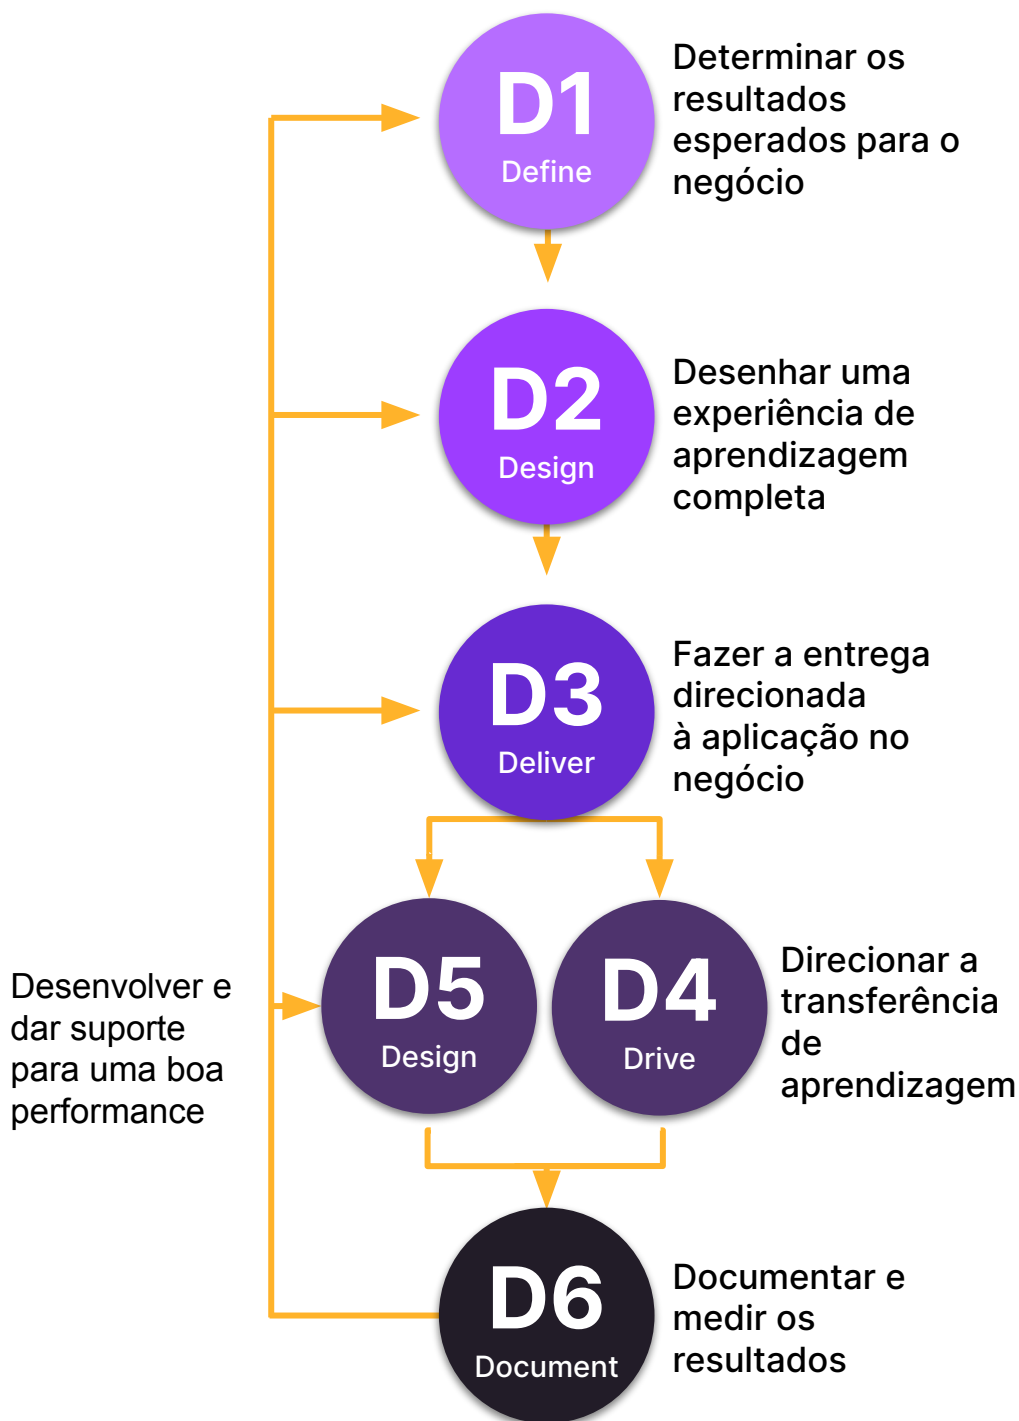 D1
Define
Determinar os
resultados
esperados para o
negócio
D2
Design
Desenhar uma
experiência de
aprendizagem
completa
D3
Deliver
Fazer a entrega
direcionada
à aplicação no
negócio
Desenvolver e
dar suporte
para uma boa
performance
D5
Design
D4
Drive
Direcionar a
transferência
de
aprendizagem
D6
Document
Documentar e
medir os
resultados